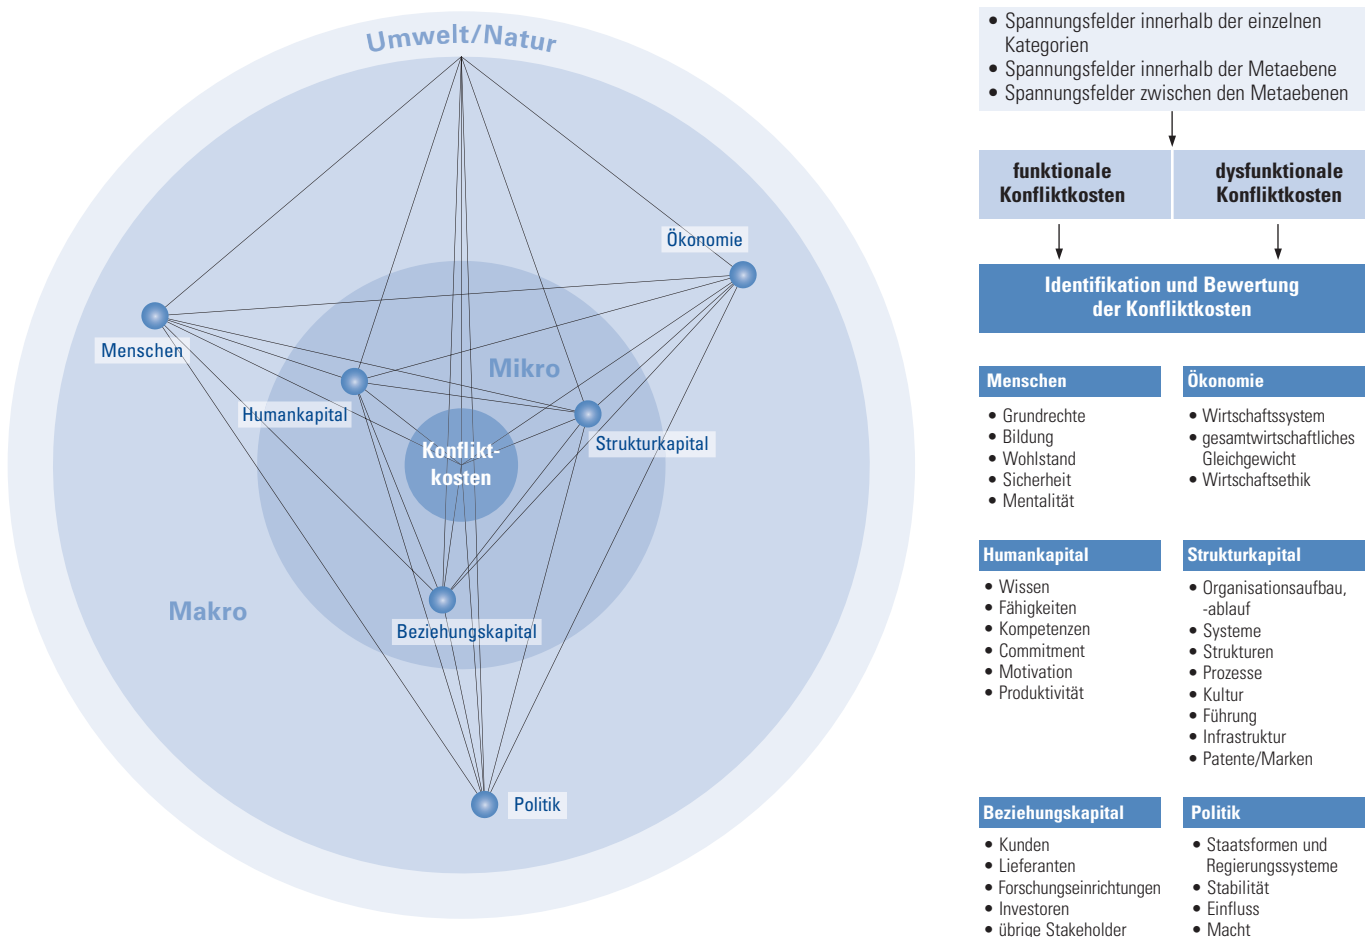 Umwelt/Natur
Ökonomie
Menschen
Mikro
Humankapital
Strukturkapital
Konflikt-
kosten
Makro
Beziehungskapital
Politik
• Spannungsfelder innerhalb der einzelnen
Kategorien
• Spannungsfelder innerhalb der Metaebene
• Spannungsfelder zwischen den Metaebenen
funktionale
Konfliktkosten
dysfunktionale
Konfliktkosten
Identifikation und Bewertung
der Konfliktkosten
Menschen
• Grundrechte
• Bildung
• Wohlstand
• Sicherheit
• Mentalität
Ökonomie
• Wirtschaftssystem
• gesamtwirtschaftliches
Gleichgewicht
• Wirtschaftsethik
Humankapital
• Wissen
• Fähigkeiten
• Kompetenzen
• Commitment
• Motivation
• Produktivität
Strukturkapital
• Organisationsaufbau,
-ablauf
• Systeme
• Strukturen
• Prozesse
• Kultur
• Führung
• Infrastruktur
• Patente/Marken
Beziehungskapital
• Kunden
• Lieferanten
• Forschungseinrichtungen
• Investoren
• übrige Stakeholder
Politik
• Staatsformen und
Regierungssysteme
• Stabilität
• Einfluss
• Macht